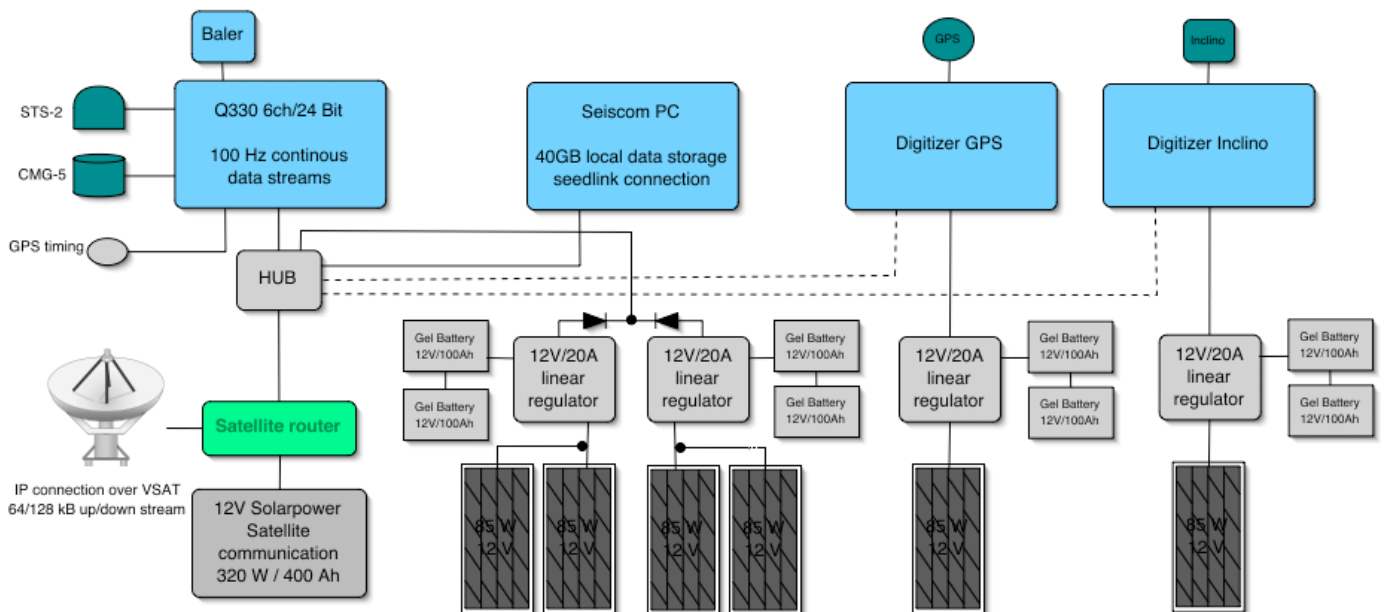 Baler
STS-2
CMG-5
GPS timing
Q330 6ch/24 Bit
100 Hz continous
data streams
Seiscom PC
40GB local data storage
seedlink connection
GPS
Digitizer GPS
Inclino
Digitizer Inclino
HUB
Satellite router
IP connection over VSAT
64/128 kB up/down stream
12V Solarpower
Satellite
communication
320 W / 400 Ah
Gel Battery
12V/100Ah
Gel Battery
12V/100Ah
12V/20A
linear
regulator
12V/20A
linear
regulator
Gel Battery
12V/100Ah
Gel Battery
12V/100Ah
12V/20A
linear
regulator
Gel Battery
12V/100Ah
Gel Battery
12V/100Ah
12V/20A
linear
regulator
Gel Battery
12V/100Ah
Gel Battery
12V/100Ah
85 W
12 V
85 W
12 V
85 W
12 V
85 W
12 V
85 W
12 V
85 W
12 V